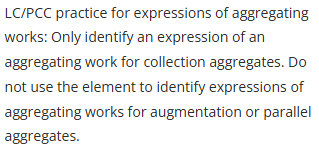 LC/PCC practice for expressions of aggregating
works: Only identify an expression of an
aggregating work for collection aggregates. Do
not use the element to identify expressions of
aggregating works for augmentation or parallel
aggregates.